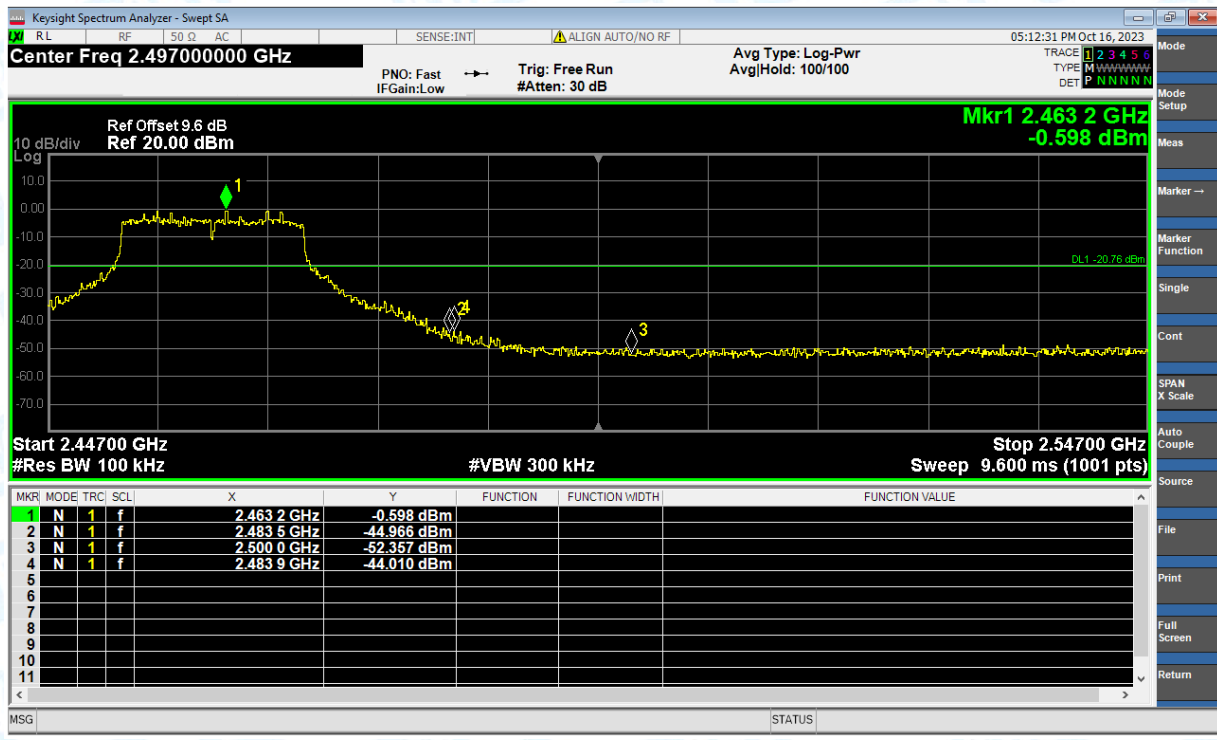 Keysight Spectrum Analyzer - Swept SA
LXI RL RF 50 Ω AC SENSE:INT ALIGN AUTO/NO RF 05:12:31 PM Oct 16, 2023
Center Freq 2.497000000 GHz
PNO: Fast
IFGain:Low
Trig: Free Run
#Atten: 30 dB
Avg Type: Log-Pwr
Avg|Hold: 100/100
TRACE 1 2 3 4 5 6
TYPE M W W W W W
DET P N N N N N
Mkr1 2.463 2 GHz
-0.598 dBm
Ref Offset 9.6 dB
10 dB/div Ref 20.00 dBm
Log
10.0
0.00
-10.0
-20.0
-30.0
-40.0
-50.0
-60.0
-70.0
1
DL1 -20.76 dBm
2 4
3
Start 2.44700 GHz Stop 2.54700 GHz
#Res BW 100 kHz #VBW 300 kHz Sweep 9.600 ms (1001 pts)
MKR MODE TRC SCL X Y FUNCTION FUNCTION WIDTH FUNCTION VALUE
1 N 1 f 2.463 2 GHz -0.598 dBm
2 N 1 f 2.483 5 GHz -44.966 dBm
3 N 1 f 2.500 0 GHz -52.357 dBm
4 N 1 f 2.483 9 GHz -44.010 dBm
5
6
7
8
9
10
11
MSG STATUS
Mode
Mode
Setup
Meas
Marker →
Marker
Function
Single
Cont
SPAN
X Scale
Auto
Couple
Source
File
Print
Full
Screen
Return